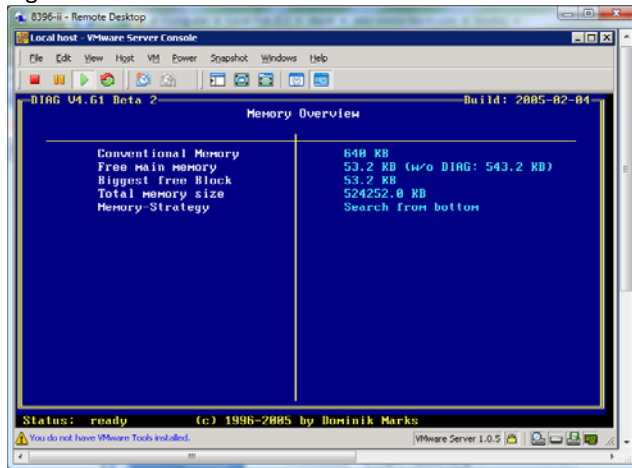 8396-ii - Remote Desktop
Local host - VMware Server Console
File Edit View Host VM Power Snapshot Windows Help
DIAG V4.61 Beta 2 Build: 2005-02-04
Memory Overview
Conventional Memory 640 KB
Free main memory 53.2 KB (w/o DIAG: 543.2 KB)
Biggest free Block 53.2 KB
Total memory size 524252.0 KB
Memory-Strategy Search from bottom
Status: ready (c) 1996-2005 by Dominik Marks
You do not have VMware Tools installed. VMware Server 1.0.5